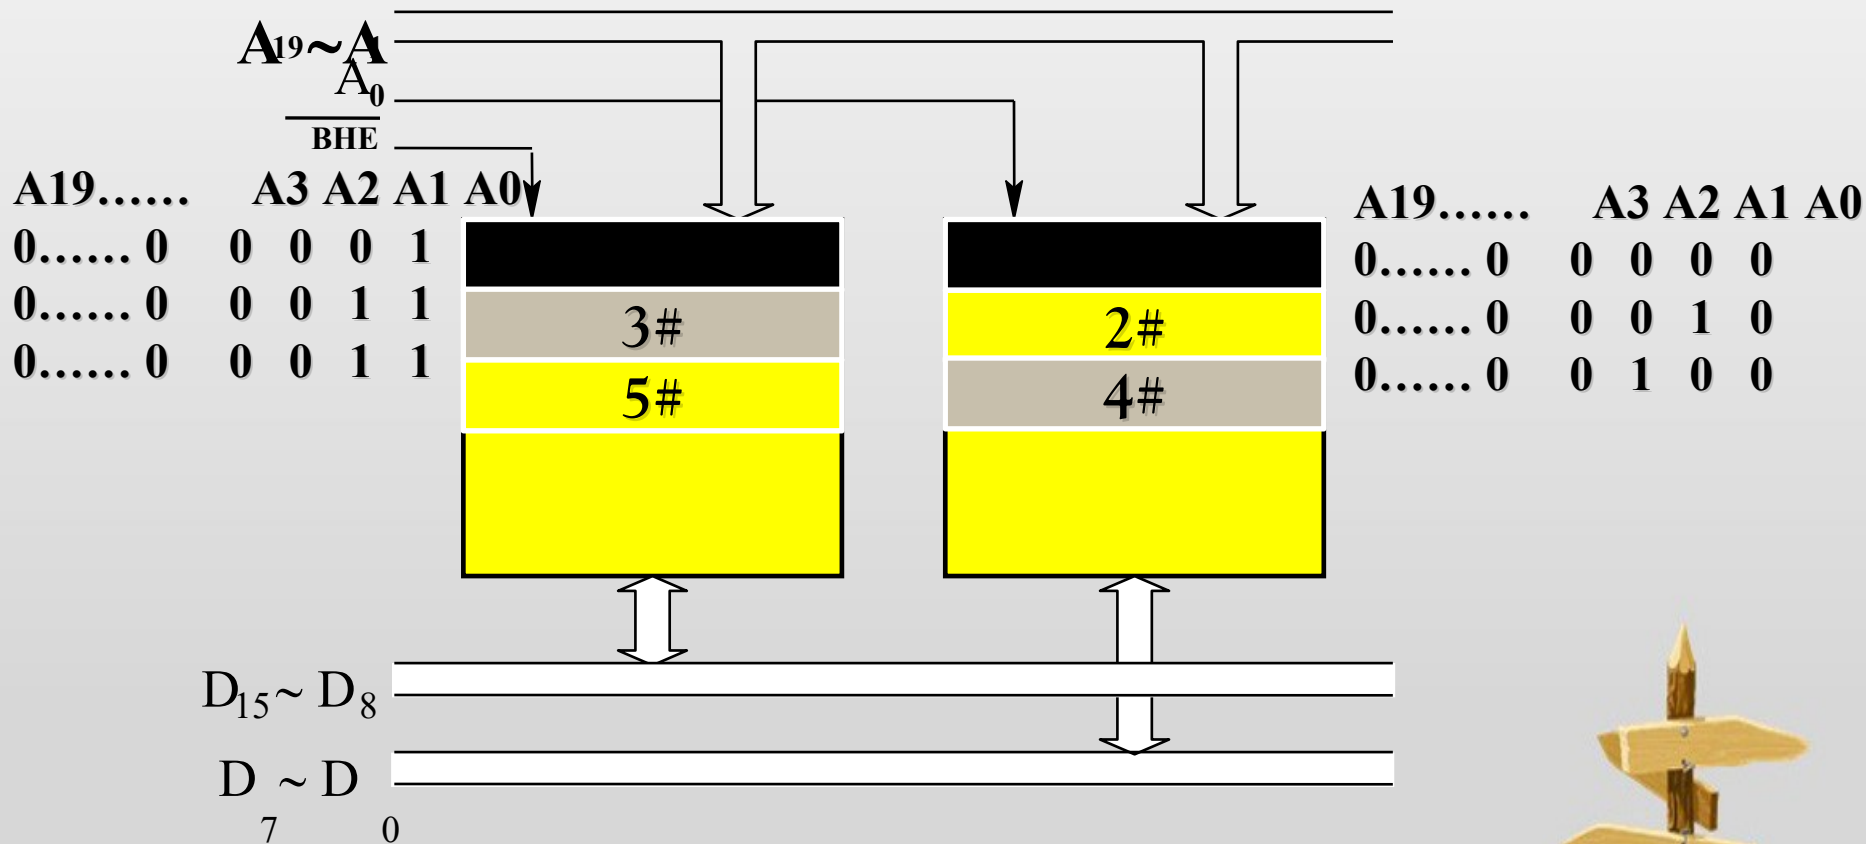 A19~A1
A0
BHE
A19...... A3 A2 A1 A0
0...... 0 0 0 0 1
0...... 0 0 0 1 1
0...... 0 0 0 1 1
3#
5#
2#
4#
A19...... A3 A2 A1 A0
0...... 0 0 0 0 0
0...... 0 0 0 1 0
0...... 0 0 1 0 0
D15~ D8
D ~ D
7 0